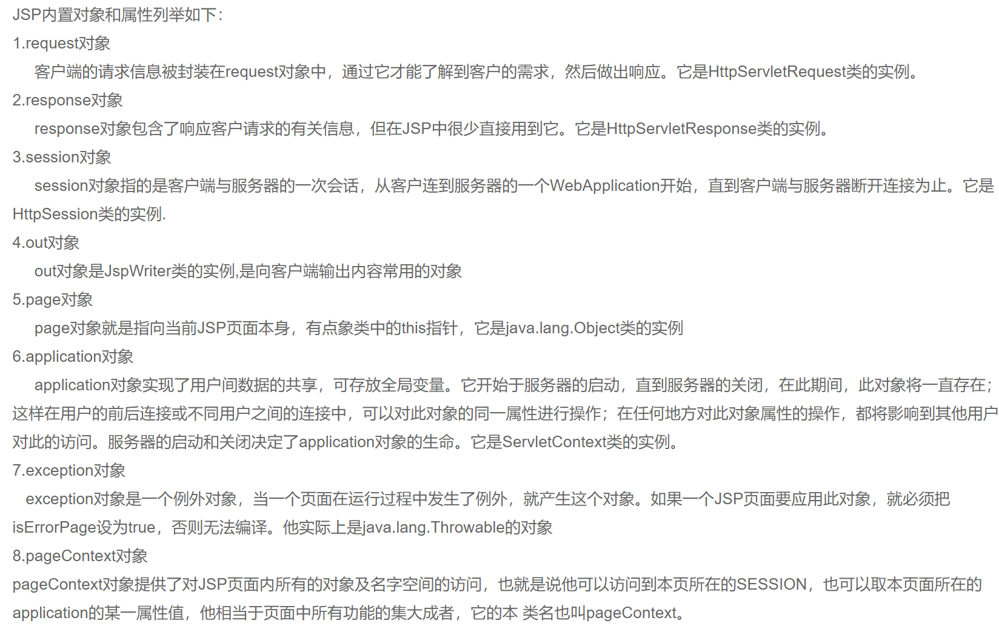 JSP内置对象和属性列举如下：
1.request对象
客户端的请求信息被封装在request对象中，通过它才能了解到客户的需求，然后做出响应。它是HttpServletRequest类的实例。
2.response对象
response对象包含了响应客户请求的有关信息，但在JSP中很少直接用到它。它是HttpServletResponse类的实例。
3.session对象
session对象指的是客户端与服务器的一次会话，从客户连到服务器的一个WebApplication开始，直到客户端与服务器断开连接为止。它是
HttpSession类的实例.
4.out对象
out对象是JspWriter类的实例,是向客户端输出内容常用的对象
5.page对象
page对象就是指向当前JSP页面本身，有点象类中的this指针，它是java.lang.Object类的实例
6.application对象
application对象实现了用户间数据的共享，可存放全局变量。它开始于服务器的启动，直到服务器的关闭，在此期间，此对象将一直存在；
这样在用户的前后连接或不同用户之间的连接中，可以对此对象的同一属性进行操作；在任何地方对此对象属性的操作，都将影响到其他用户
对此的访问。服务器的启动和关闭决定了application对象的生命。它是ServletContext类的实例。
7.exception对象
exception对象是一个例外对象，当一个页面在运行过程中发生了例外，就产生这个对象。如果一个JSP页面要应用此对象，就必须把
isErrorPage设为true，否则无法编译。他实际上是java.lang.Throwable的对象
8.pageContext对象
pageContext对象提供了对JSP页面内所有的对象及名字空间的访问，也就是说他可以访问到本页所在的SESSION，也可以取本页面所在的
application的某一属性值，他相当于页面中所有功能的集大成者，它的本 类名也叫pageContext。